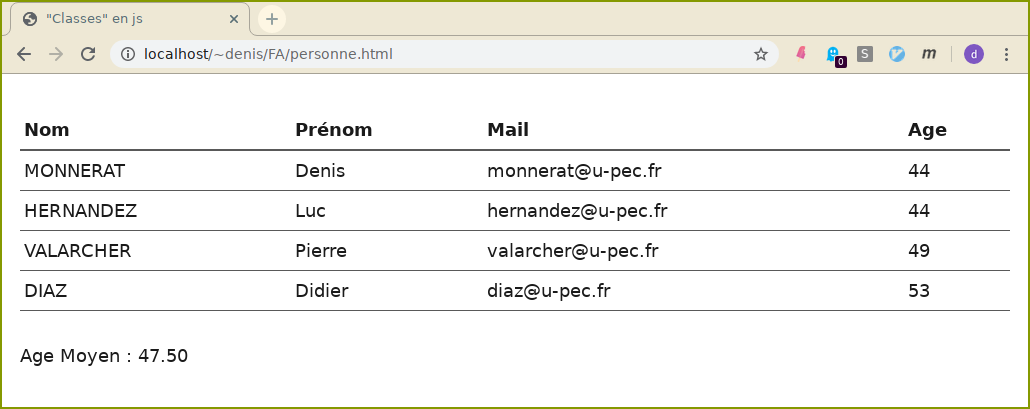 "Classes" en js
localhost/~denis/FA/personne.html
0 S m d
Nom Prénom Mail Age
MONNERAT Denis monnerat@u-pec.fr 44
HERNANDEZ Luc hernandez@u-pec.fr 44
VALARCHER Pierre valarcher@u-pec.fr 49
DIAZ Didier diaz@u-pec.fr 53
Age Moyen : 47.50